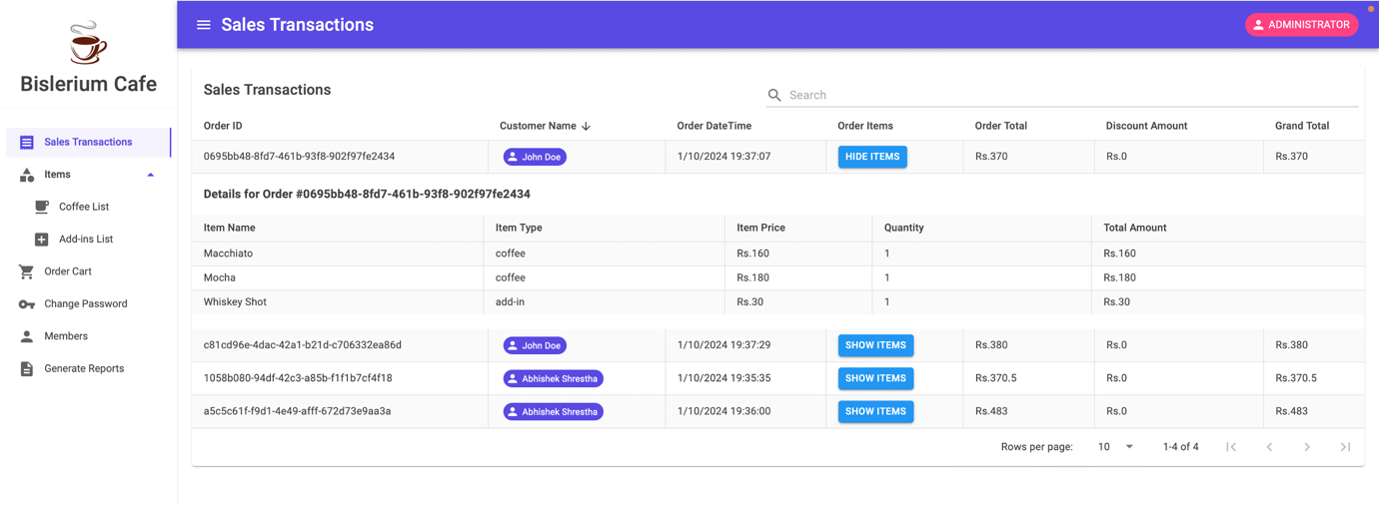 Bislerium Cafe
Sales Transactions
Items
Coffee List
Add-ins List
Order Cart
Change Password
Members
Generate Reports
Sales Transactions
ADMINISTRATOR
Sales Transactions
Search
Order ID Customer Name Order DateTime Order Items Order Total Discount Amount Grand Total
0695bb48-8fd7-461b-93f8-902f97fe2434 John Doe 1/10/2024 19:37:07 HIDE ITEMS Rs.370 Rs.0 Rs.370
Details for Order #0695bb48-8fd7-461b-93f8-902f97fe2434
Item Name Item Type Item Price Quantity Total Amount
Macchiato coffee Rs.160 1 Rs.160
Mocha coffee Rs.180 1 Rs.180
Whiskey Shot add-in Rs.30 1 Rs.30
c81cd96e-4dac-42a1-b21d-c706332ea86d John Doe 1/10/2024 19:37:29 SHOW ITEMS Rs.380 Rs.0 Rs.380
1058b080-94df-42c3-a85b-f1f1b7cf4f18 Abhishek Shrestha 1/10/2024 19:35:35 SHOW ITEMS Rs.370.5 Rs.0 Rs.370.5
a5c5c61f-f9d1-4e49-afff-672d73e9aa3a Abhishek Shrestha 1/10/2024 19:36:00 SHOW ITEMS Rs.483 Rs.0 Rs.483
Rows per page: 10 1-4 of 4